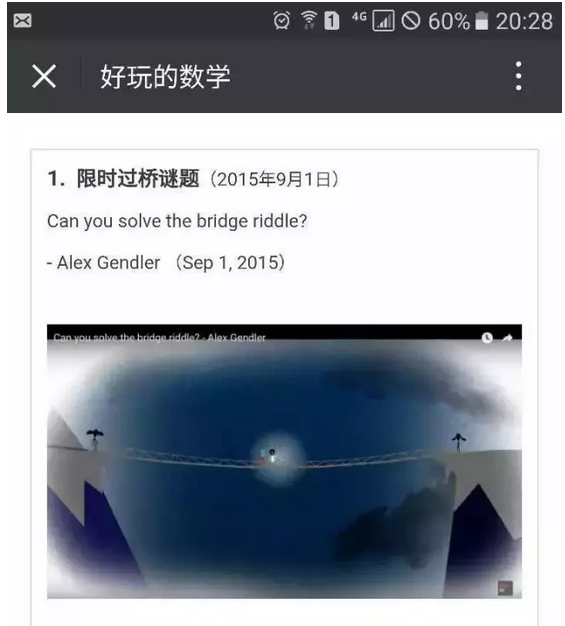 1 4G 60% 20:28
好玩的数学
1. 限时过桥谜题（2015年9月1日）
Can you solve the bridge riddle?
- Alex Gendler （Sep 1, 2015）
Can you solve the bridge riddle? - Alex Gendler